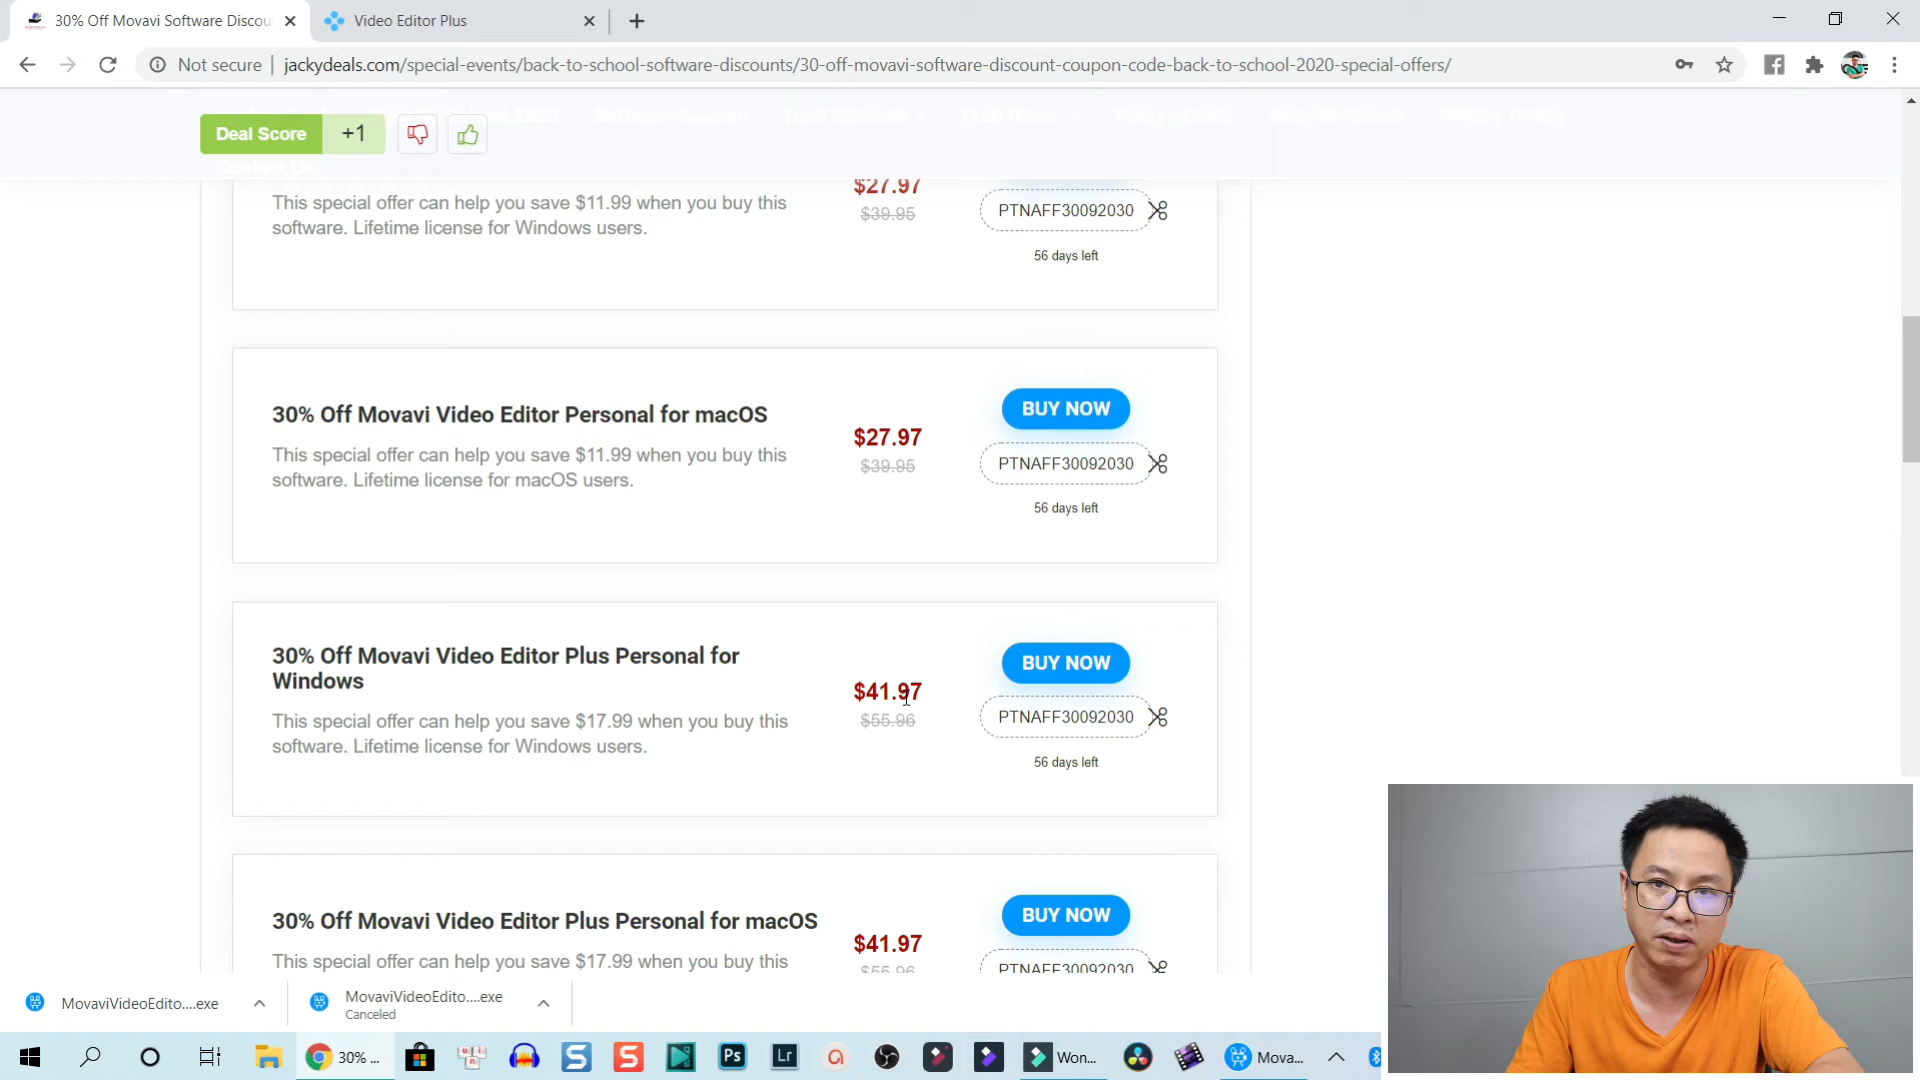 30% Off Movavi Software Discou
Video Editor Plus
Not secure
jackydeals.com/special-events/back-to-school-software-discounts/30-off-movavi-software-discount-coupon-code-back-to-school-2020-special-offers/
Deal Score
+1
Contact Us
$27.97
This special offer can help you save $11.99 when you buy this
software. Lifetime license for Windows users.
$39.95
PTNAFF30092030
56 days left
30% Off Movavi Video Editor Personal for macOS
This special offer can help you save $11.99 when you buy this
software. Lifetime license for macOS users.
$27.97
$39.95
BUY NOW
PTNAFF30092030
56 days left
30% Off Movavi Video Editor Plus Personal for
Windows
This special offer can help you save $17.99 when you buy this
software. Lifetime license for Windows users.
$41.97
$55.96
BUY NOW
PTNAFF30092030
56 days left
30% Off Movavi Video Editor Plus Personal for macOS
This special offer can help you save $17.99 when you buy this
$41.97
$55.96
BUY NOW
PTNAFF30092030
MovaviVideoEdito....exe
MovaviVideoEdito....exe
Canceled
30% ...
Ps
Lr
Won...
Mova...